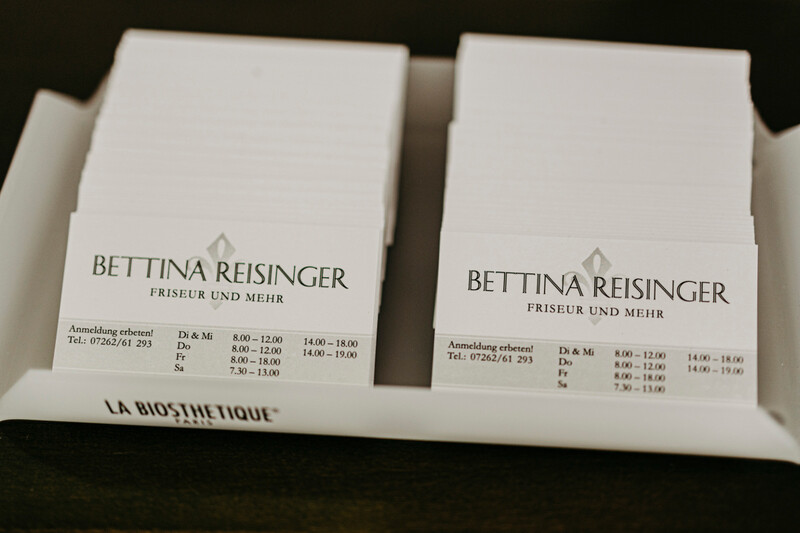 BETTINA REISINGER
FRISEUR UND MEHR
Anmeldung erbeten!
Tel.: 07262/61 293
Di & Mi 8.00 – 12.00 14.00 – 18.00
Do 8.00 – 12.00 14.00 – 19.00
Fr 8.00 – 18.00
Sa 7.30 – 13.00
BETTINA REISINGER
FRISEUR UND MEHR
Anmeldung erbeten!
Tel.: 07262/61 293
Di & Mi 8.00 – 12.00 14.00 – 18.00
Do 8.00 – 12.00 14.00 – 19.00
Fr 8.00 – 18.00
Sa 7.30 – 13.00
LA BIOSTHETIQUE®
PARIS